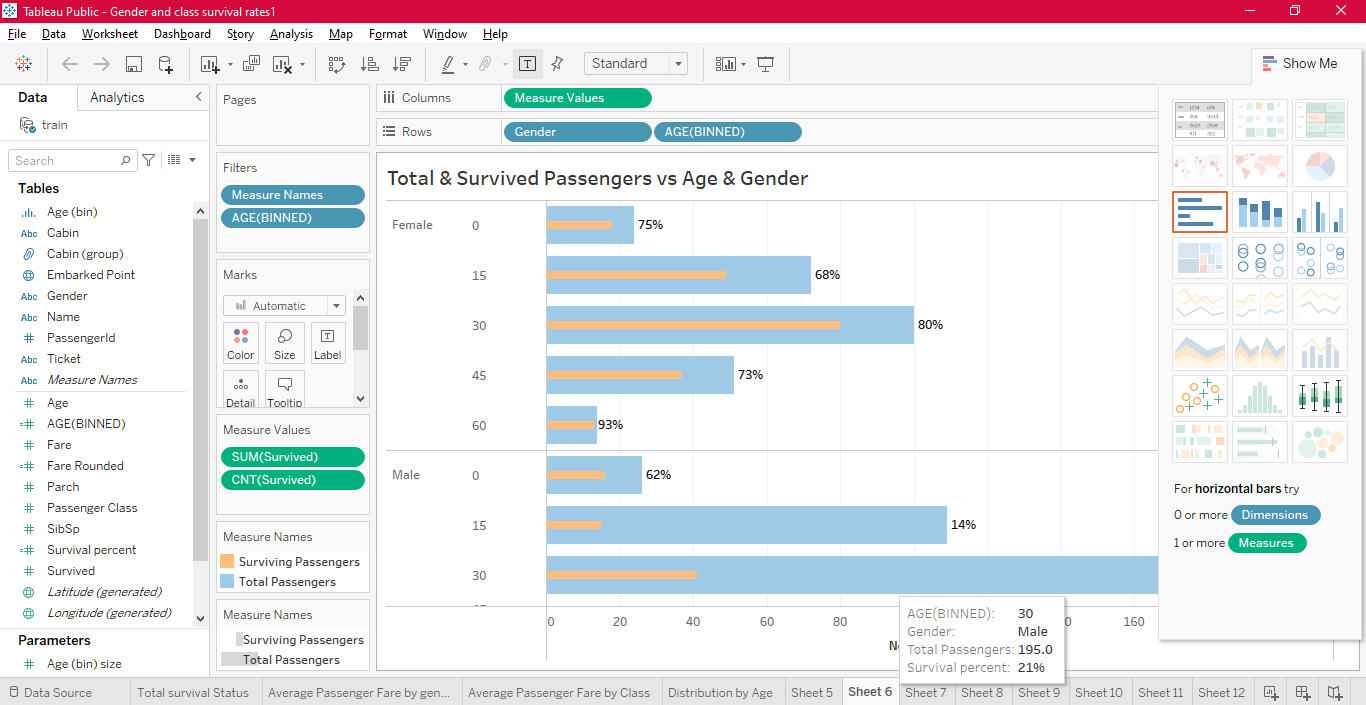 Tableau Public - Gender and class survival rates1
File Data Worksheet Dashboard Story Analysis Map Format Window Help
Standard
Show Me
Data Analytics
train
Search
Tables
Age (bin)
Abc Cabin
Cabin (group)
Embarked Point
Abc Gender
Abc Name
PassengerId
Abc Ticket
Abc Measure Names
Age
AGE(BINNED)
Fare
Fare Rounded
Parch
Passenger Class
SibSp
Survival percent
Survived
Latitude (generated)
Longitude (generated)
Parameters
Age (bin) size
Pages
Filters
Measure Names
AGE(BINNED)
Marks
Automatic
Color Size Label
Detail Tooltip
Measure Values
SUM(Survived)
CNT(Survived)
Measure Names
Surviving Passengers
Total Passengers
Measure Names
Surviving Passengers
Total Passengers
Columns Measure Values
Rows Gender AGE(BINNED)
Total & Survived Passengers vs Age & Gender
Female 0 75%
15 68%
30 80%
45 73%
60 93%
Male 0 62%
15 14%
30
0 20 40 60 80 0 160
AGE(BINNED): 30
Gender: Male
Total Passengers: 195.0
Survival percent: 21%
For horizontal bars try
0 or more Dimensions
1 or more Measures
Data Source Total survival Status Average Passenger Fare by gen... Average Passenger Fare by Class Distribution by Age Sheet 5 Sheet 6 Sheet 7 Sheet 8 Sheet 9 Sheet 10 Sheet 11 Sheet 12